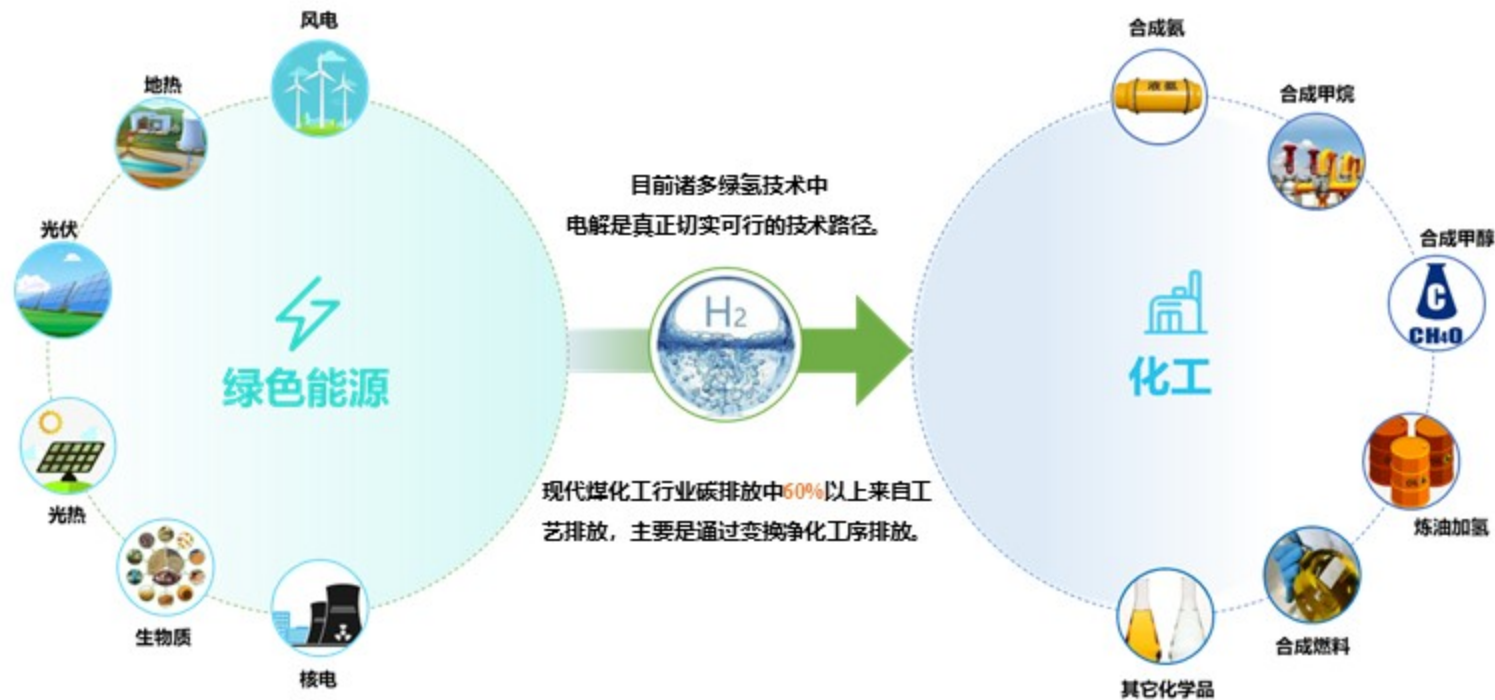 风电
地热
光伏
绿色能源
光热
生物质
核电
目前诸多绿氢技术中
电解是真正切实可行的技术路径。
H2
现代煤化工行业碳排放中60%以上来自工
艺排放，主要是通过变换净化工序排放。
合成氨
液氨
合成甲烷
合成甲醇
C
CH4O
化工
炼油加氢
合成燃料
其它化学品